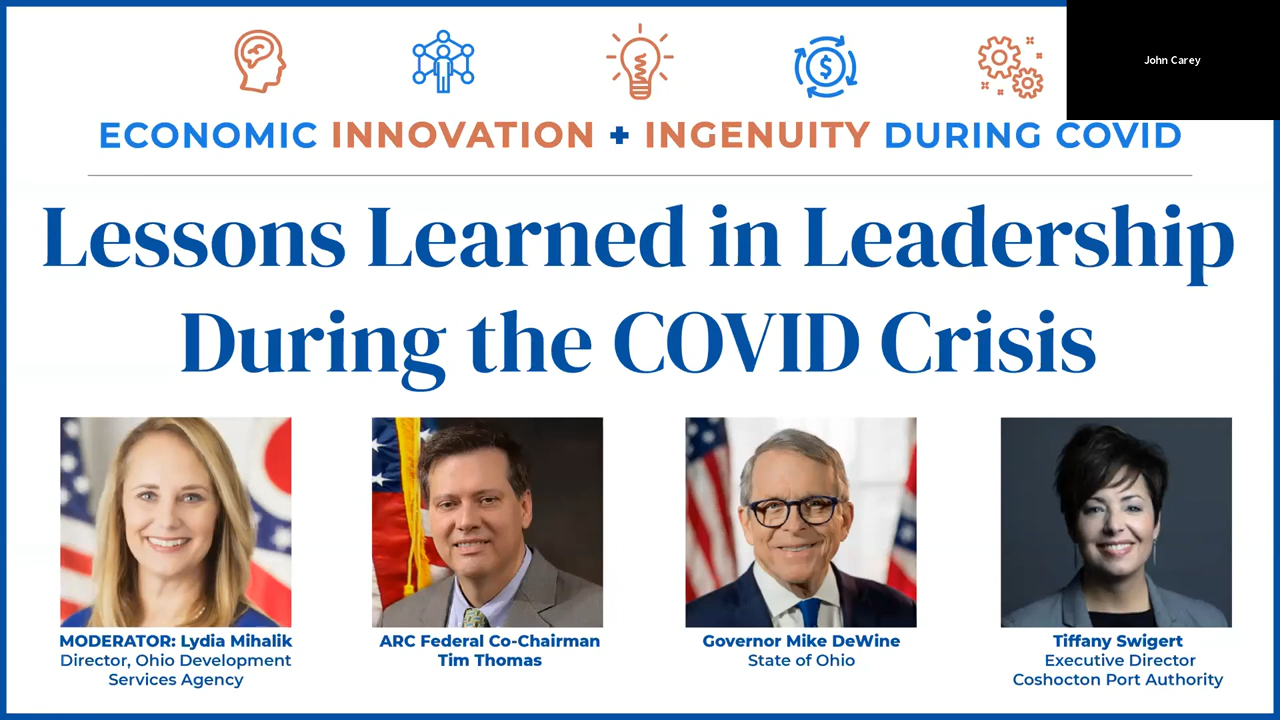 John Carey
ECONOMIC INNOVATION + INGENUITY DURING COVID
Lessons Learned in Leadership
During the COVID Crisis
MODERATOR: Lydia Mihalik
Director, Ohio Development
Services Agency
ARC Federal Co-Chairman
Tim Thomas
Governor Mike DeWine
State of Ohio
Tiffany Swigert
Executive Director
Coshocton Port Authority